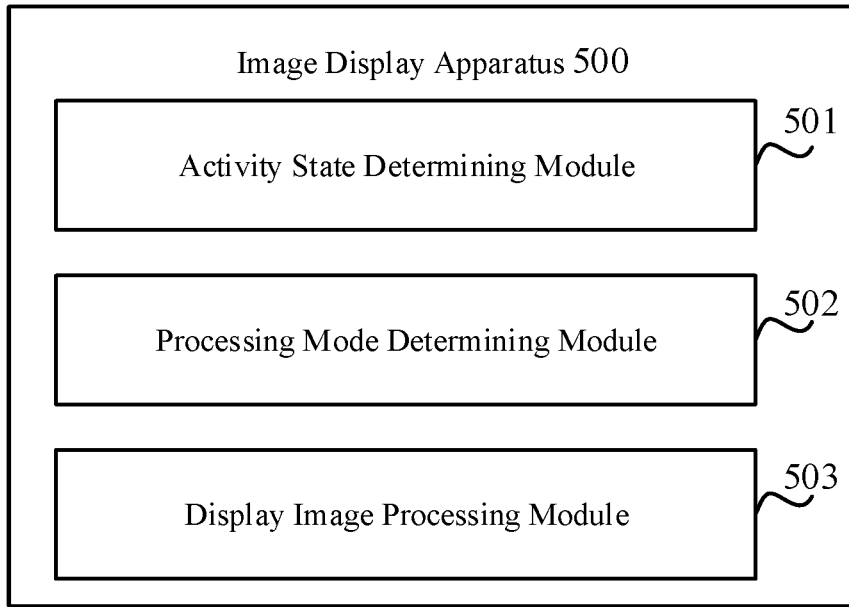 Image Display Apparatus 500
501
Activity State Determining Module
502
Processing Mode Determining Module
503
Display Image Processing Module